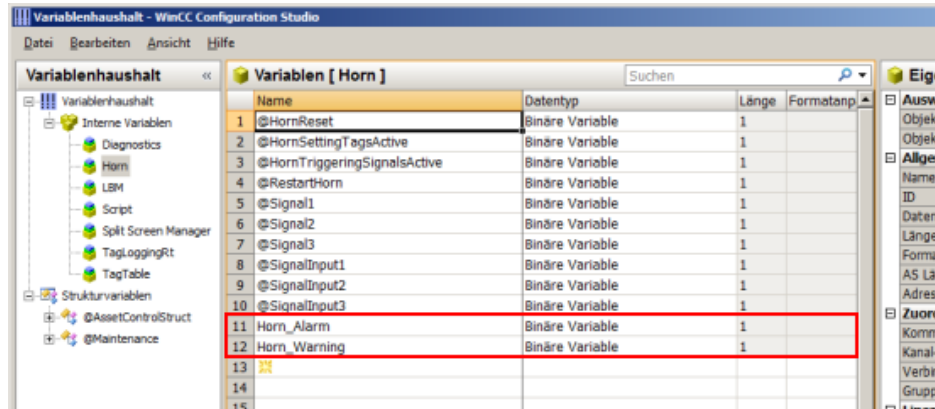 Variablenhaushalt - WinCC Configuration Studio
Datei Bearbeiten Ansicht Hilfe
Variablenhaushalt «
Variablenhaushalt
Interne Variablen
Diagnostics
Horn
LBM
Script
Split Screen Manager
TagLoggingRt
TagTable
Strukturvariablen
@AssetControlStruct
@Maintenance
Variablen [ Horn ] Suchen
Name Datentyp Länge Formatanp
1 @HornReset Binäre Variable 1
2 @HornSettingTagsActive Binäre Variable 1
3 @HornTriggeringSignalsActive Binäre Variable 1
4 @RestartHorn Binäre Variable 1
5 @Signal1 Binäre Variable 1
6 @Signal2 Binäre Variable 1
7 @Signal3 Binäre Variable 1
8 @SignalInput1 Binäre Variable 1
9 @SignalInput2 Binäre Variable 1
10 @SignalInput3 Binäre Variable 1
11 Horn_Alarm Binäre Variable 1
12 Horn_Warning Binäre Variable 1
13
14
15
Eige
Ausw
Objek
Objek
Allge
Name
ID
Daten
Länge
Forma
AS Lä
Adres
Zuor
Komm
Kanal-
Verbi
Grupp